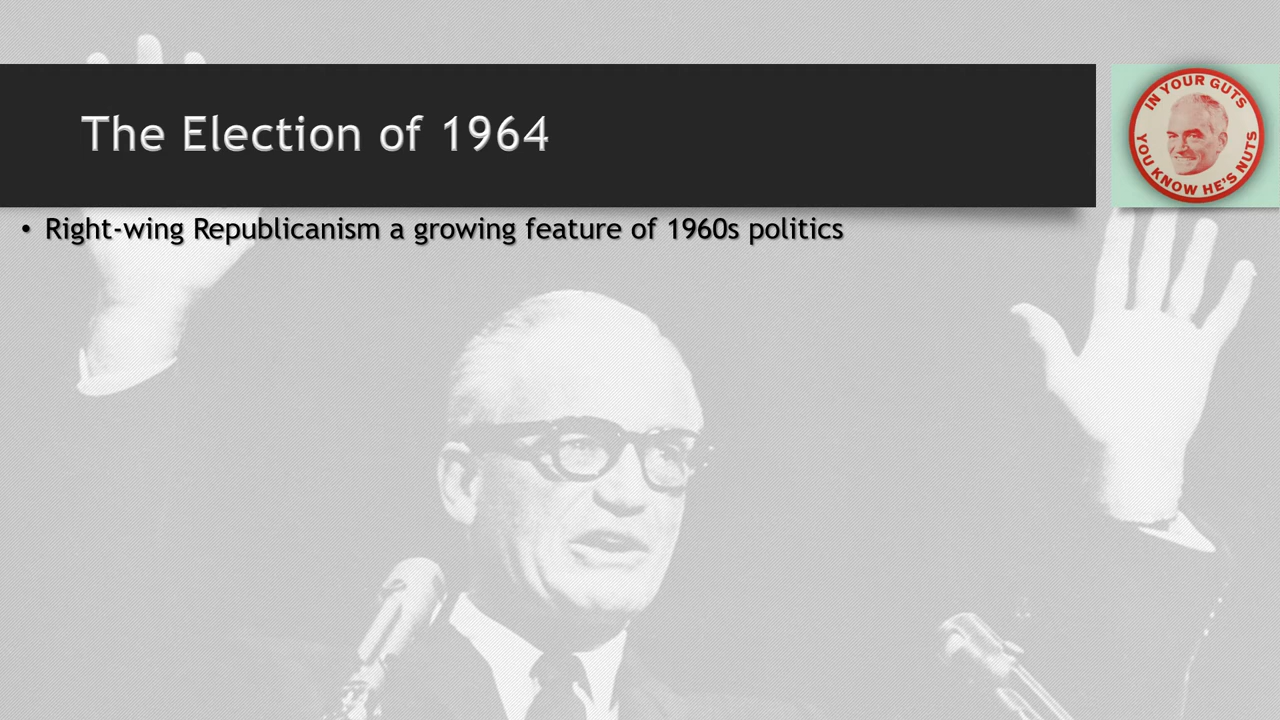 The Election of 1964
IN YOUR GUTS
YOU KNOW HE'S NUTS
• Right-wing Republicanism a growing feature of 1960s politics